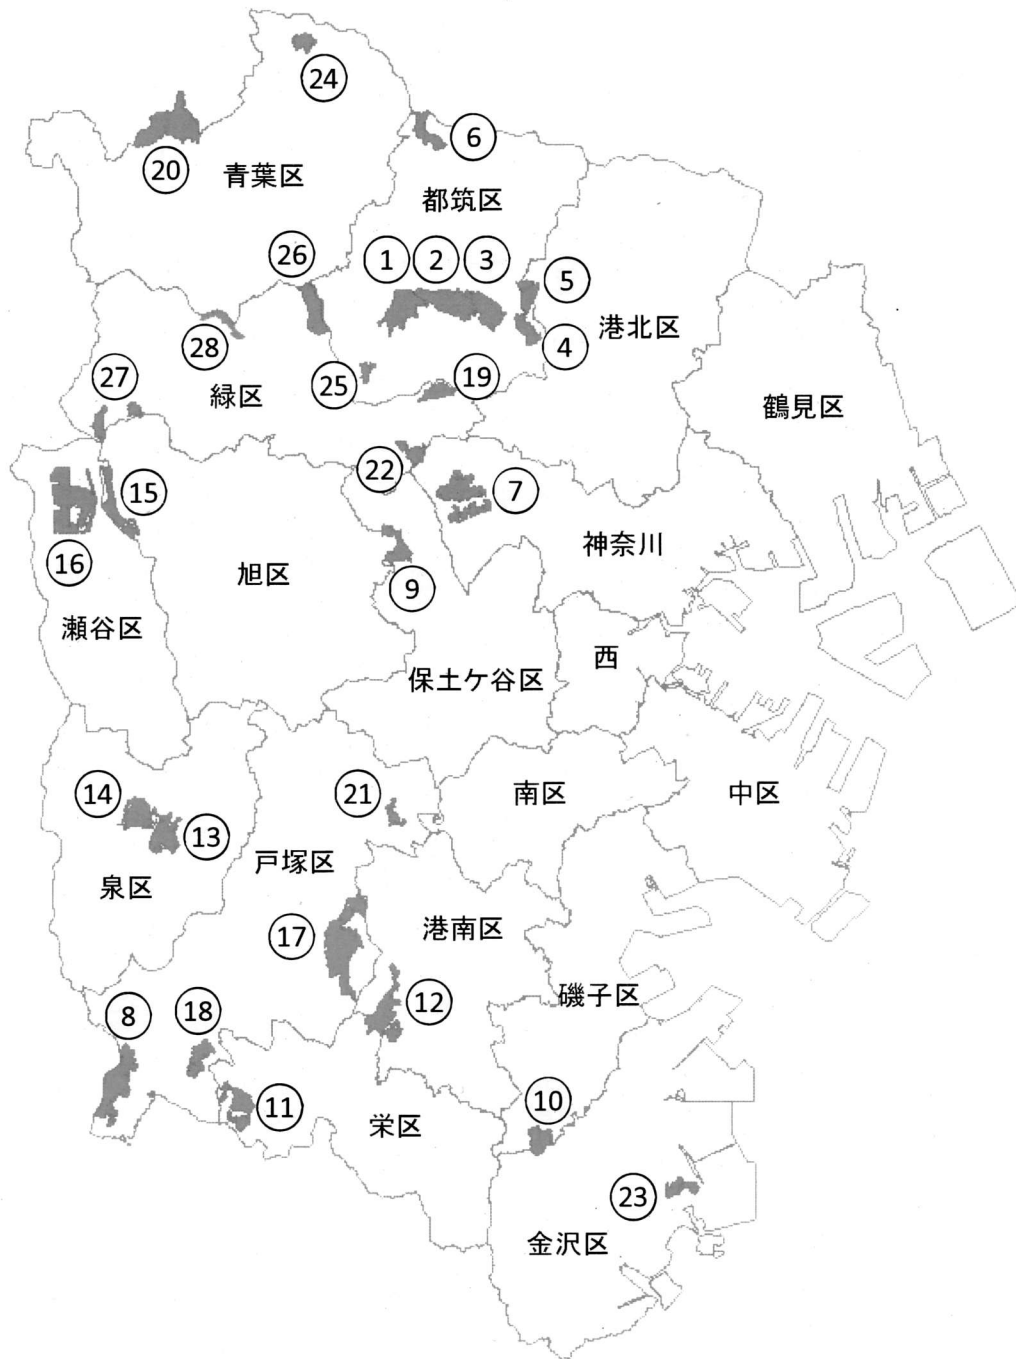 ㉔
⑥
⑳
青葉区
都筑区
㉖
① ② ③
⑤
港北区
④
㉘
㉗
緑区
㉕
⑲
鶴見区
㉒
⑦
⑮
⑯
神奈川
旭区
⑨
瀬谷区
西
保土ケ谷区
⑭
㉑
南区
中区
⑬
戸塚区
泉区
⑰
港南区
磯子区
⑧
⑱
⑫
⑪
栄区
⑩
㉓
金沢区